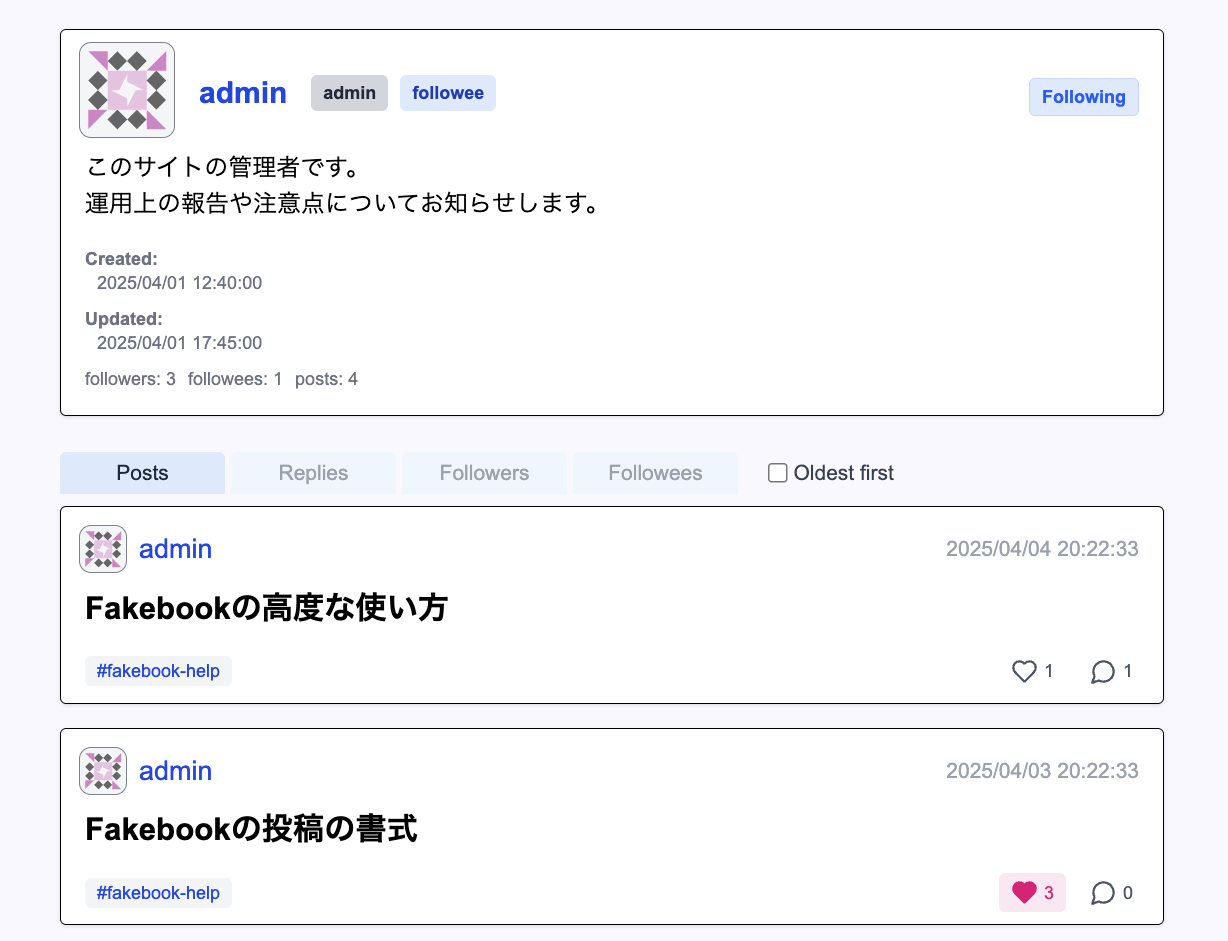 admin admin followee Following
このサイトの管理者です。
運用上の報告や注意点についてお知らせします。
Created:
2025/04/01 12:40:00
Updated:
2025/04/01 17:45:00
followers: 3 followees: 1 posts: 4
Posts Replies Followers Followees Oldest first
admin 2025/04/04 20:22:33
Fakebookの高度な使い方
#fakebook-help 1 1
admin 2025/04/03 20:22:33
Fakebookの投稿の書式
#fakebook-help 3 0